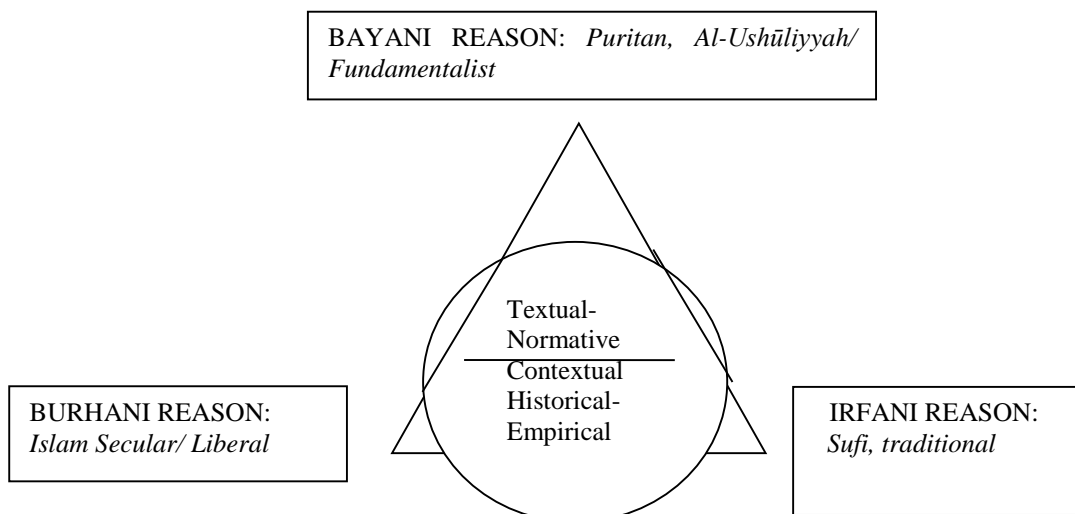 BAYANI REASON: Puritan, Al-Ushūliyyah/
Fundamentalist
Textual-
Normative
Contextual
Historical-
Empirical
BURHANI REASON:
Islam Secular/ Liberal
IRFANI REASON:
Sufi, traditional